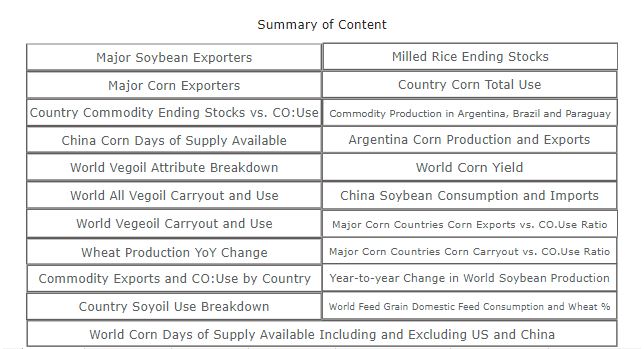 Summary of Content
Major Soybean Exporters
Milled Rice Ending Stocks
Major Corn Exporters
Country Corn Total Use
Country Commodity Ending Stocks vs. CO:Use
Commodity Production in Argentina, Brazil and Paraguay
China Corn Days of Supply Available
Argentina Corn Production and Exports
World Vegoil Attribute Breakdown
World Corn Yield
World All Vegoil Carryout and Use
China Soybean Consumption and Imports
World Vegeoil Carryout and Use
Major Corn Countries Corn Exports vs. CO.Use Ratio
Wheat Production YoY Change
Major Corn Countries Corn Carryout vs. CO.Use Ratio
Commodity Exports and CO:Use by Country
Year-to-year Change in World Soybean Production
Country Soyoil Use Breakdown
World Feed Grain Domestic Feed Consumption and Wheat %
World Corn Days of Supply Available Including and Excluding US and China